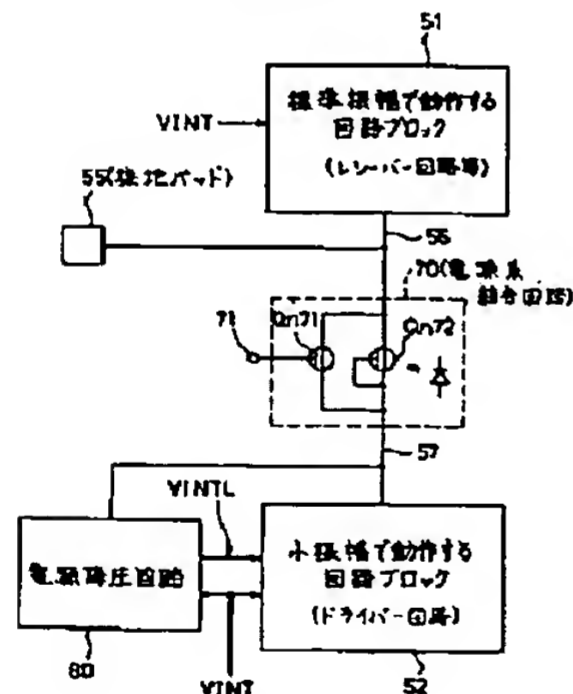 51
標準振幅で動作する
回路ブロック
(レシーバー回路等)
VINT
55(接地パッド)
56
70(電源系
結合回路)
71
Qn71
Qn72
57
VINTL
電源降圧回路
小振幅で動作する
回路ブロック
(ドライバー回路)
80
VINT
52